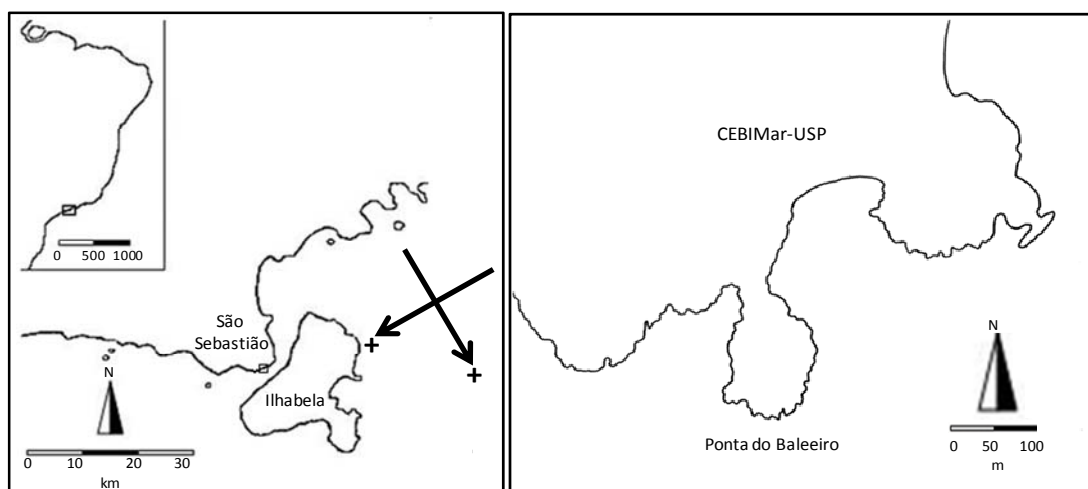 0 500 1000
São
Sebastião
N
Ilhabela
0 10 20 30
km
CEBIMar-USP
N
Ponta do Baleeiro
0 50 100
m